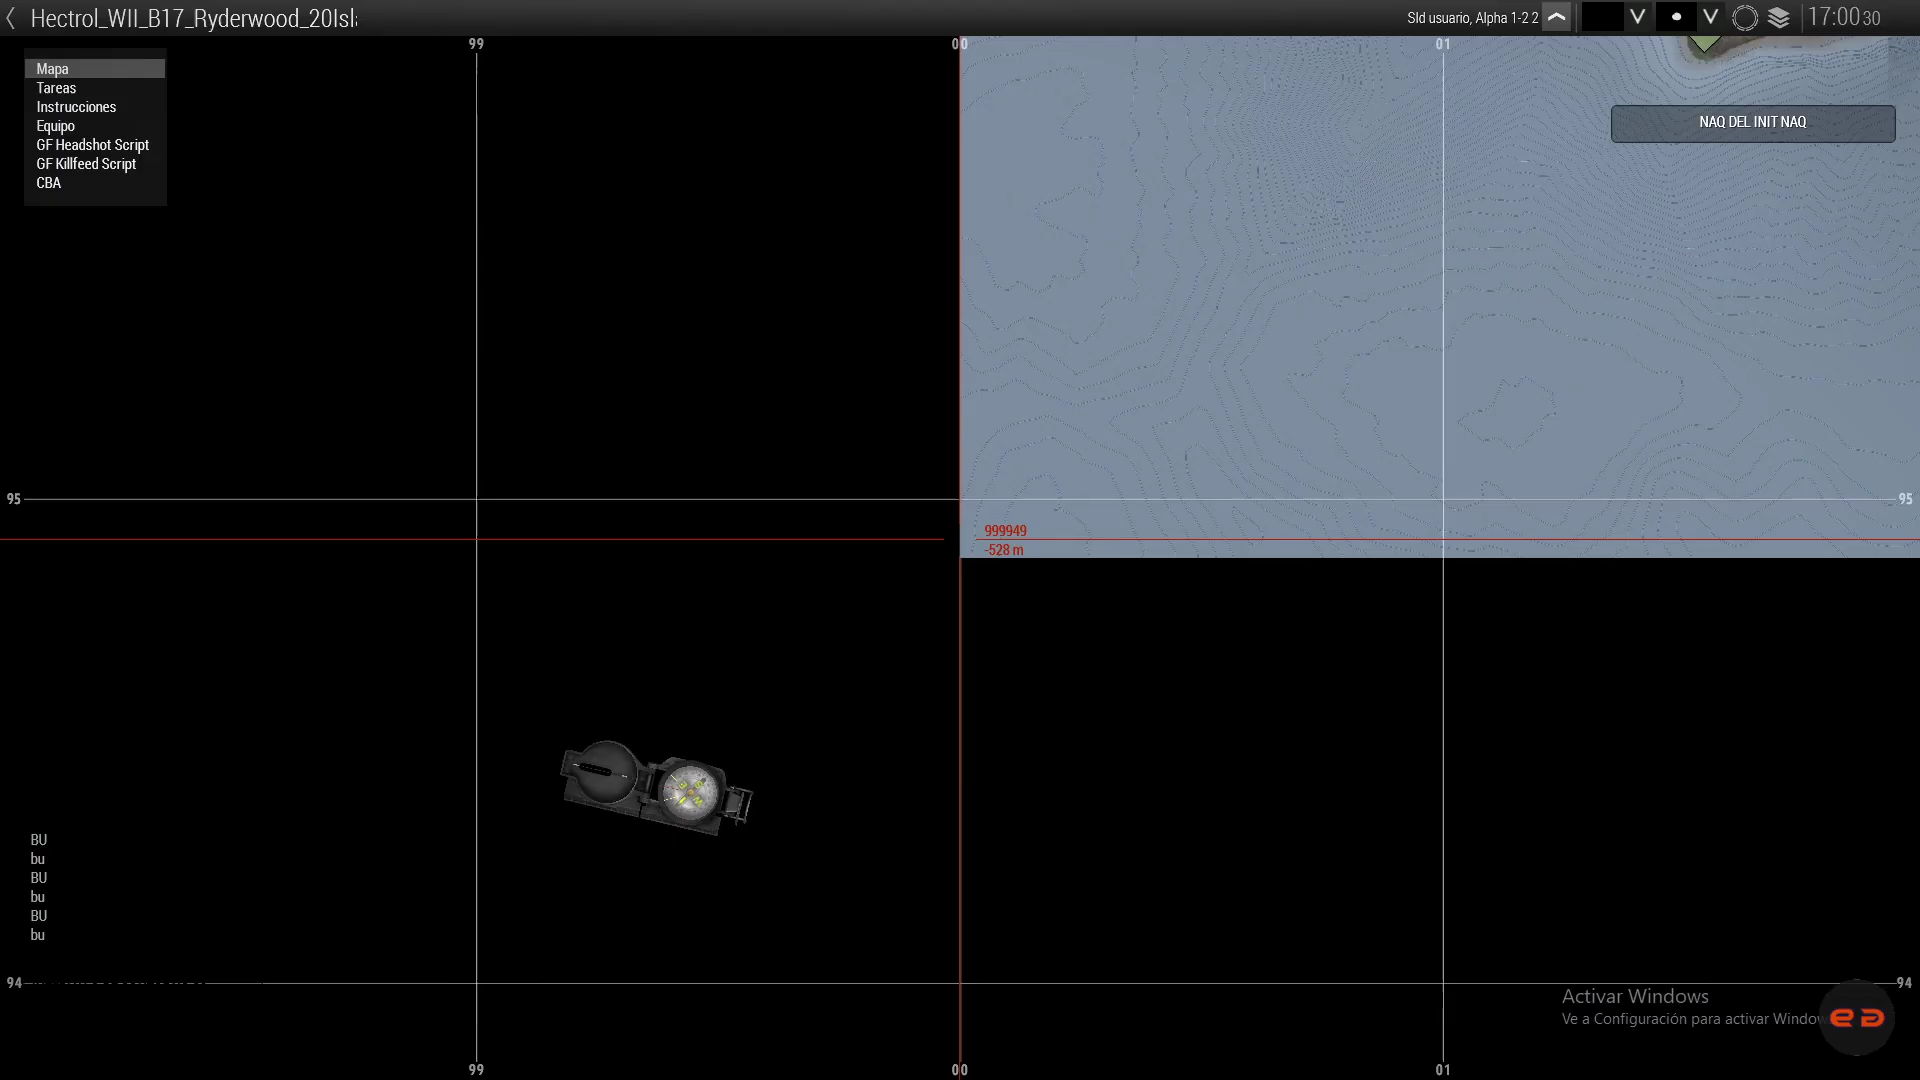 Hectrol_WII_B17_Ryderwood_20Isl
Sld usuario, Alpha 1-2 2
17:00 30
99
00
01
Mapa
Tareas
Instrucciones
Equipo
GF Headshot Script
GF Killfeed Script
CBA
NAQ DEL INIT NAQ
95
95
999949
-528 m
BU
bu
BU
bu
BU
bu
94
94
Activar Windows
Ve a Configuración para activar Window
99
00
01